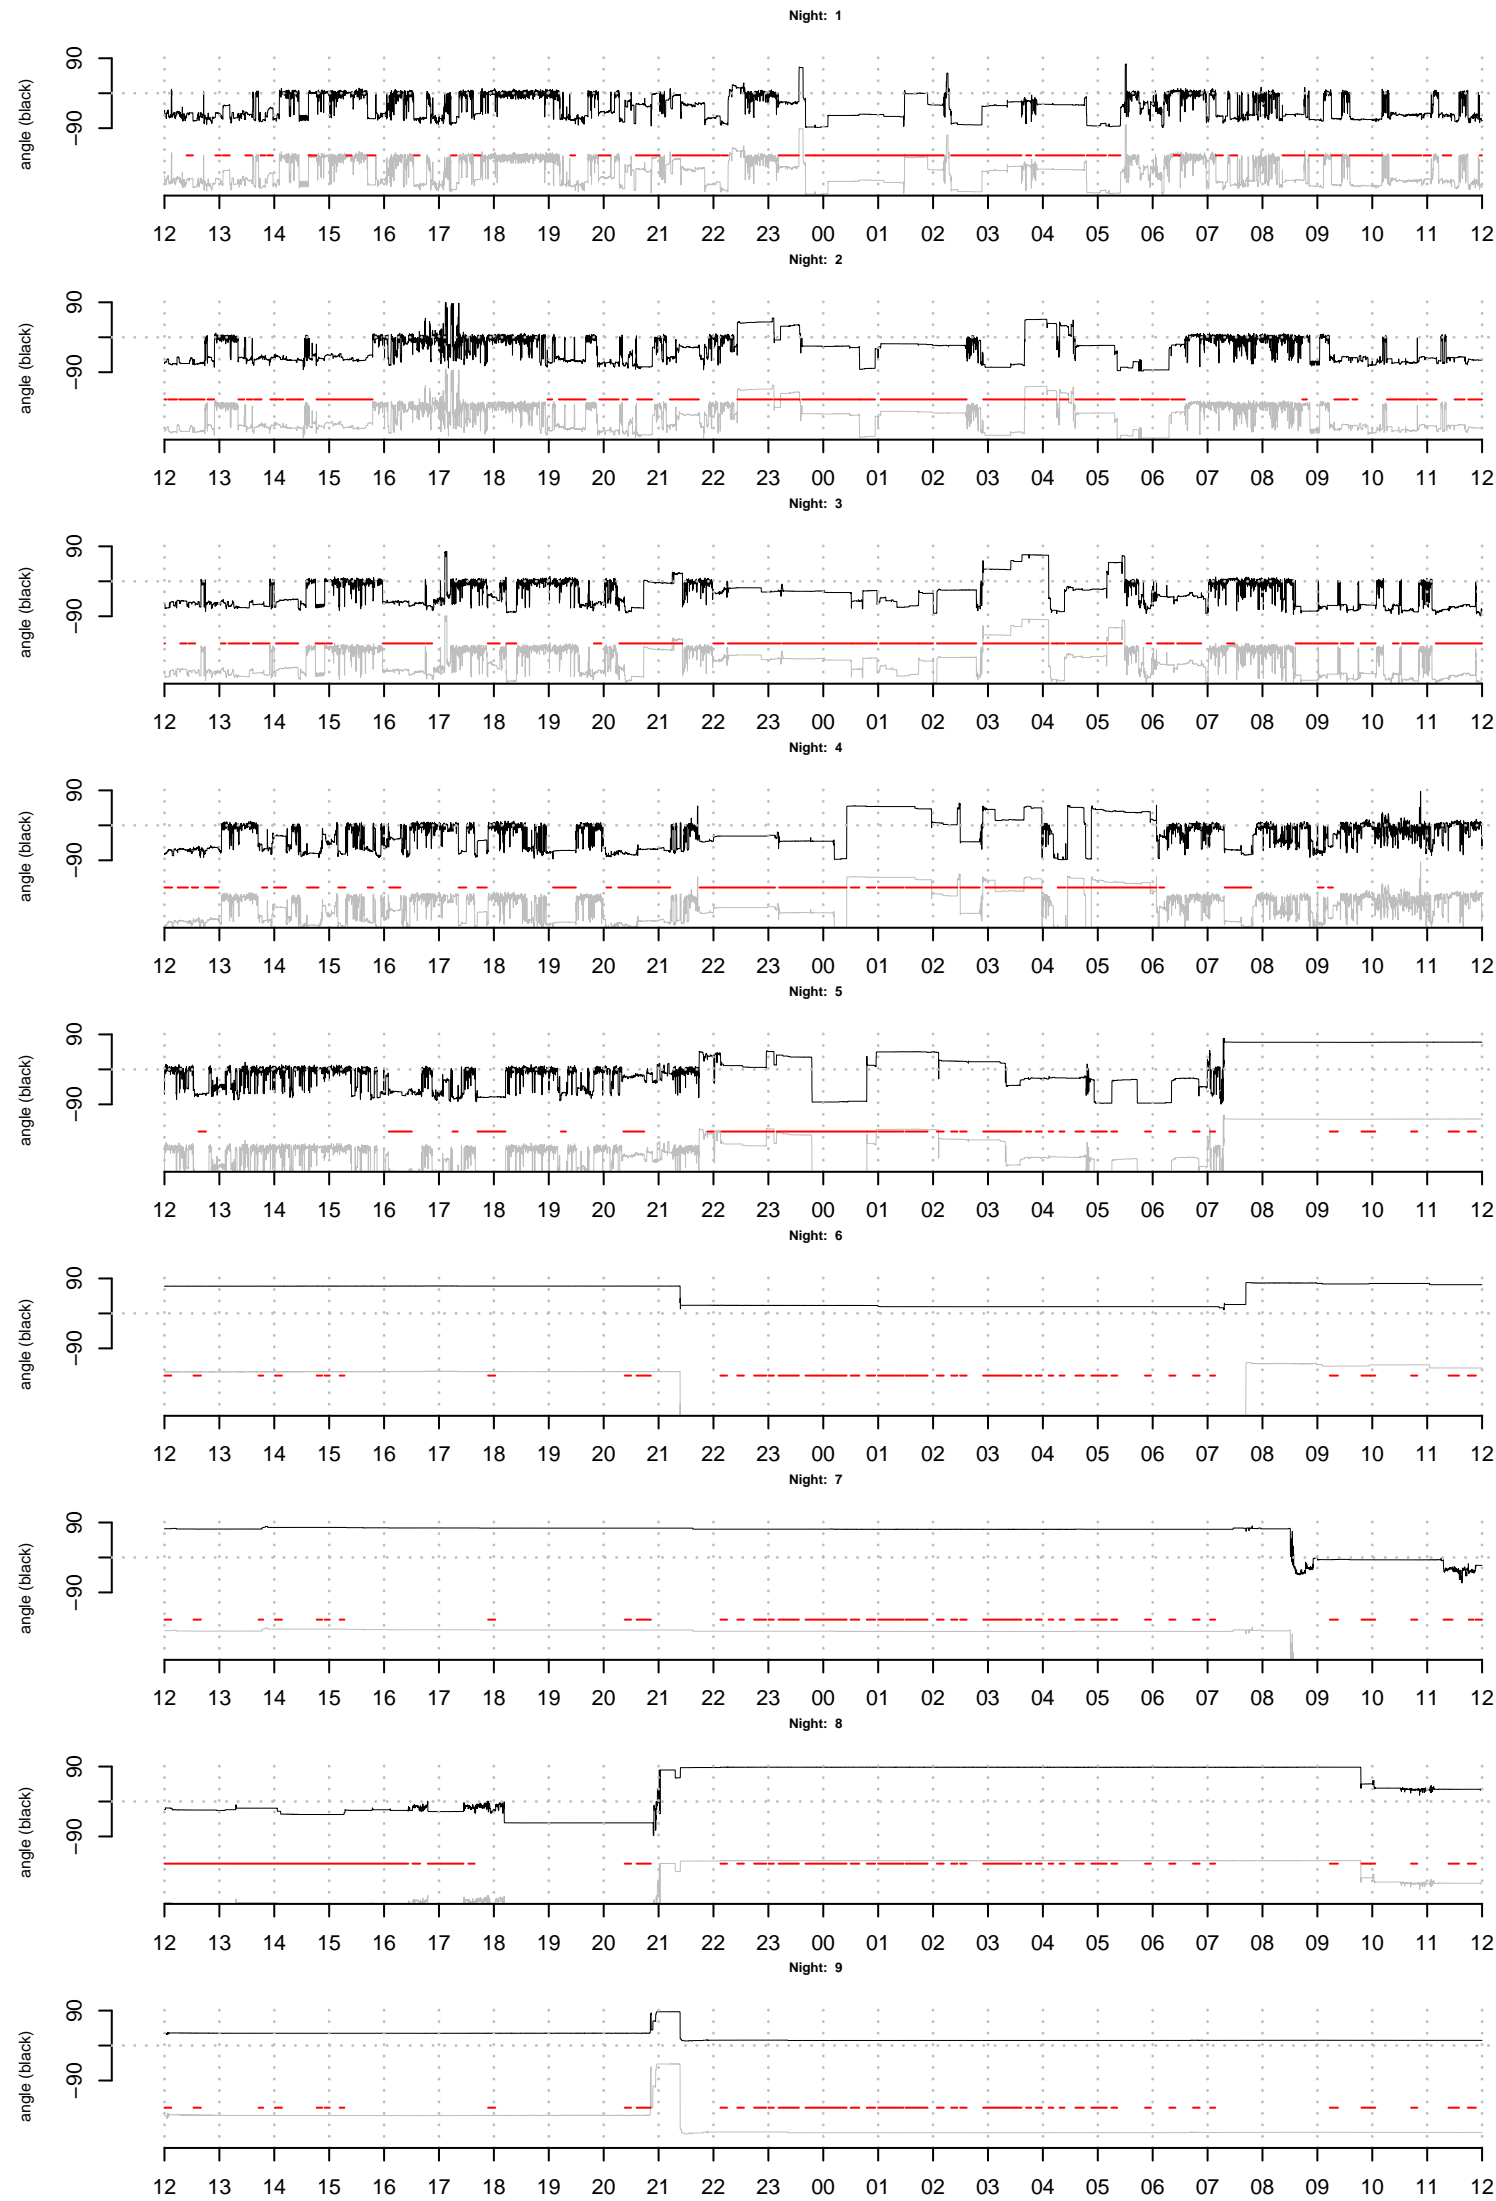 Night: 1
90
-90
angle (black)
12 13 14 15 16 17 18 19 20 21 22 23 00 01 02 03 04 05 06 07 08 09 10 11 12
Night: 2
90
-90
angle (black)
12 13 14 15 16 17 18 19 20 21 22 23 00 01 02 03 04 05 06 07 08 09 10 11 12
Night: 3
90
-90
angle (black)
12 13 14 15 16 17 18 19 20 21 22 23 00 01 02 03 04 05 06 07 08 09 10 11 12
Night: 4
90
-90
angle (black)
12 13 14 15 16 17 18 19 20 21 22 23 00 01 02 03 04 05 06 07 08 09 10 11 12
Night: 5
90
-90
angle (black)
12 13 14 15 16 17 18 19 20 21 22 23 00 01 02 03 04 05 06 07 08 09 10 11 12
Night: 6
90
-90
angle (black)
12 13 14 15 16 17 18 19 20 21 22 23 00 01 02 03 04 05 06 07 08 09 10 11 12
Night: 7
90
-90
angle (black)
12 13 14 15 16 17 18 19 20 21 22 23 00 01 02 03 04 05 06 07 08 09 10 11 12
Night: 8
90
-90
angle (black)
12 13 14 15 16 17 18 19 20 21 22 23 00 01 02 03 04 05 06 07 08 09 10 11 12
Night: 9
90
-90
angle (black)
12 13 14 15 16 17 18 19 20 21 22 23 00 01 02 03 04 05 06 07 08 09 10 11 12